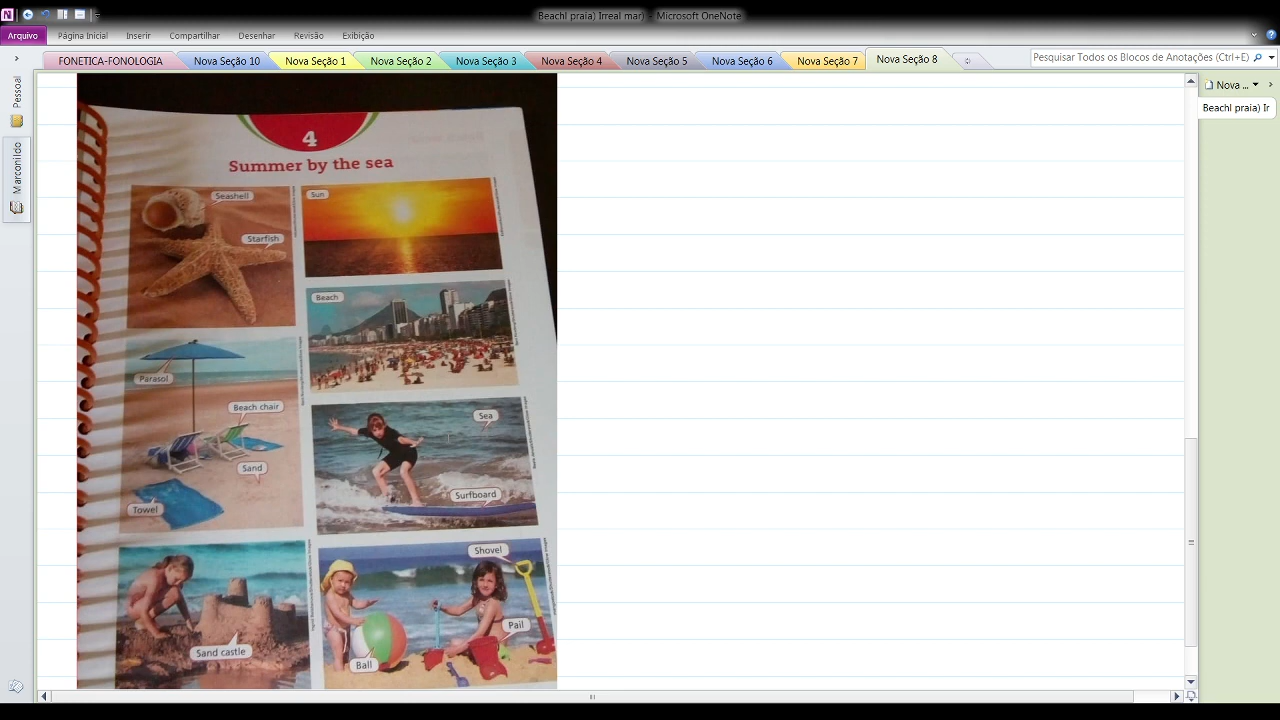 Beachl praia) Irreal mar) - Microsoft OneNote
Arquivo Página Inicial Inserir Compartilhar Desenhar Revisão Exibição
FONETICA-FONOLOGIA Nova Seção 10 Nova Seção 1 Nova Seção 2 Nova Seção 3 Nova Seção 4 Nova Seção 5 Nova Seção 6 Nova Seção 7 Nova Seção 8
Pesquisar Todos os Blocos de Anotações (Ctrl+E)
Nova ...
Beachl praia) Ir
Pessoal
Marconildo
4
Summer by the sea
Seashell
Starfish
Sun
Beach
Parasol
Beach chair
Sand
Towel
Sea
Surfboard
Sand castle
Shovel
Pail
Ball